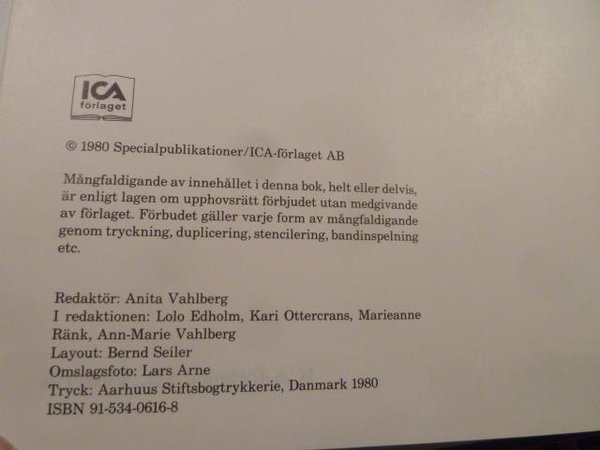 ICA
förlaget
© 1980 Specialpublikationer/ICA-förlaget AB
Mångfaldigande av innehållet i denna bok, helt eller delvis,
är enligt lagen om upphovsrätt förbjudet utan medgivande
av förlaget. Förbudet gäller varje form av mångfaldigande
genom tryckning, duplicering, stencilering, bandinspelning
etc.
Redaktör: Anita Vahlberg
I redaktionen: Lolo Edholm, Kari Ottercrans, Marieanne
Ränk, Ann-Marie Vahlberg
Layout: Bernd Seiler
Omslagsfoto: Lars Arne
Tryck: Aarhuus Stiftsbogtrykkerie, Danmark 1980
ISBN 91-534-0616-8